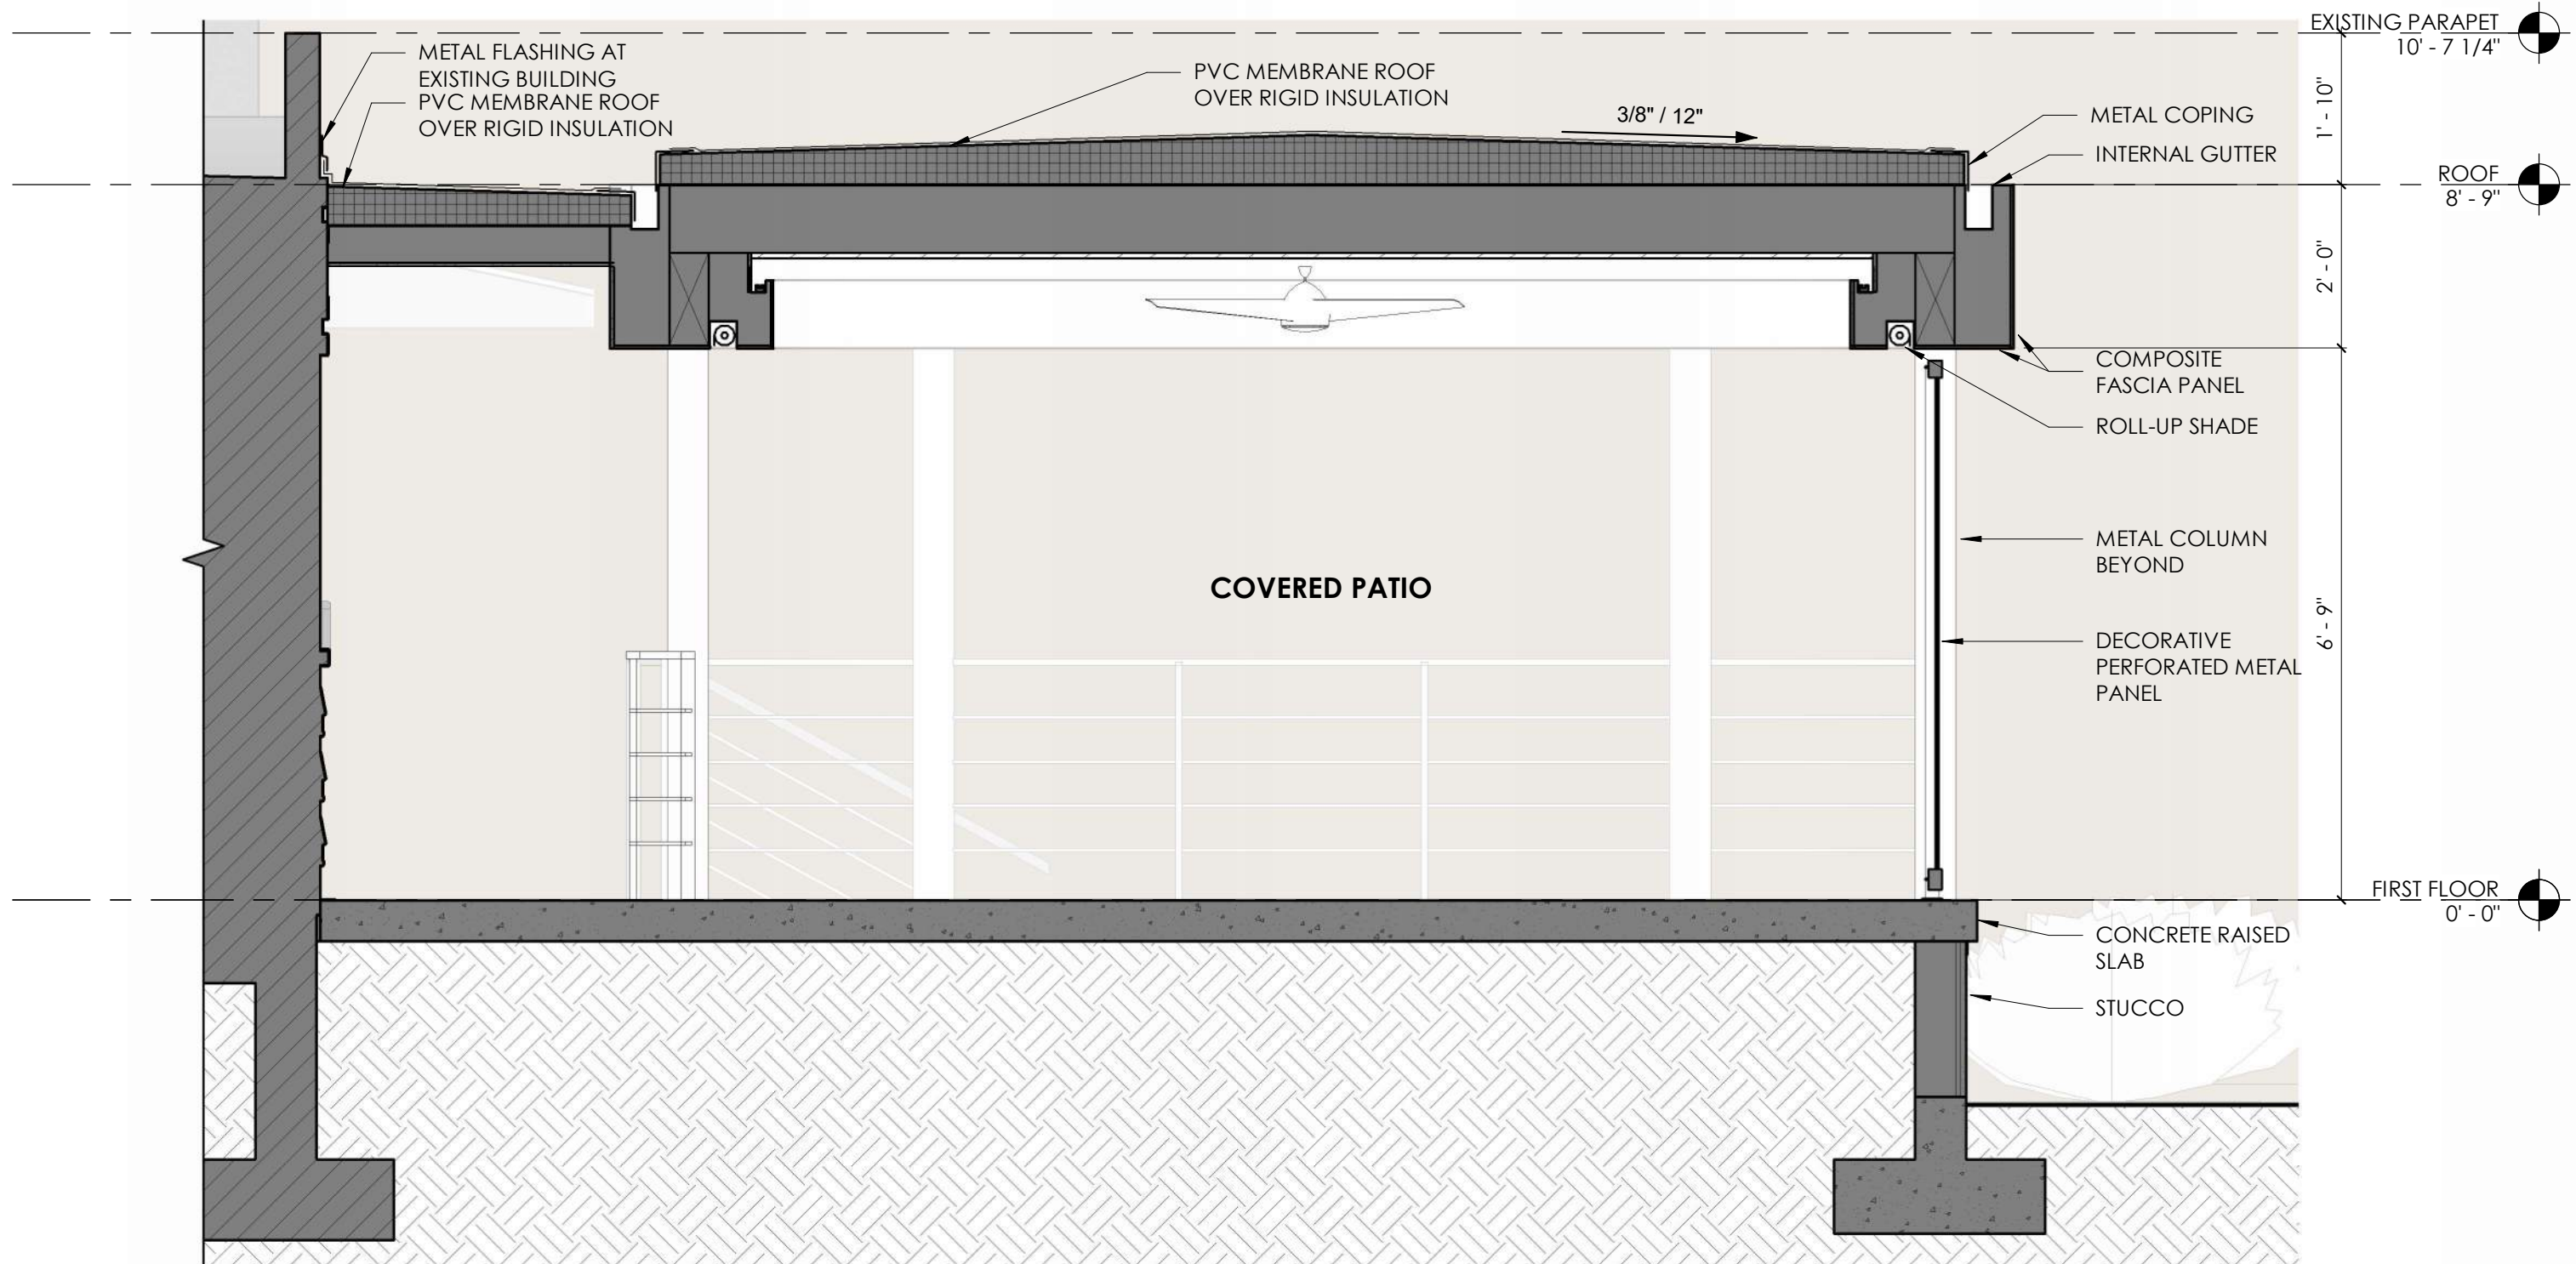 EXISTING PARAPET
10' - 7 1/4"
METAL FLASHING AT
EXISTING BUILDING
PVC MEMBRANE ROOF
OVER RIGID INSULATION
PVC MEMBRANE ROOF
OVER RIGID INSULATION
3/8" / 12"
METAL COPING
INTERNAL GUTTER
1' - 10"
ROOF
8' - 9"
2' - 0"
COMPOSITE
FASCIA PANEL
ROLL-UP SHADE
METAL COLUMN
BEYOND
COVERED PATIO
6' - 9"
DECORATIVE
PERFORATED METAL
PANEL
FIRST FLOOR
0' - 0"
CONCRETE RAISED
SLAB
STUCCO